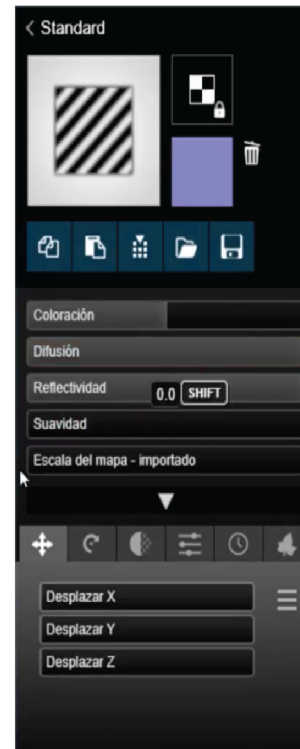 Standard
Coloración
Difusión
Reflectividad
0.0 SHIFT
Suavidad
Escala del mapa - importado
Desplazar X
Desplazar Y
Desplazar Z